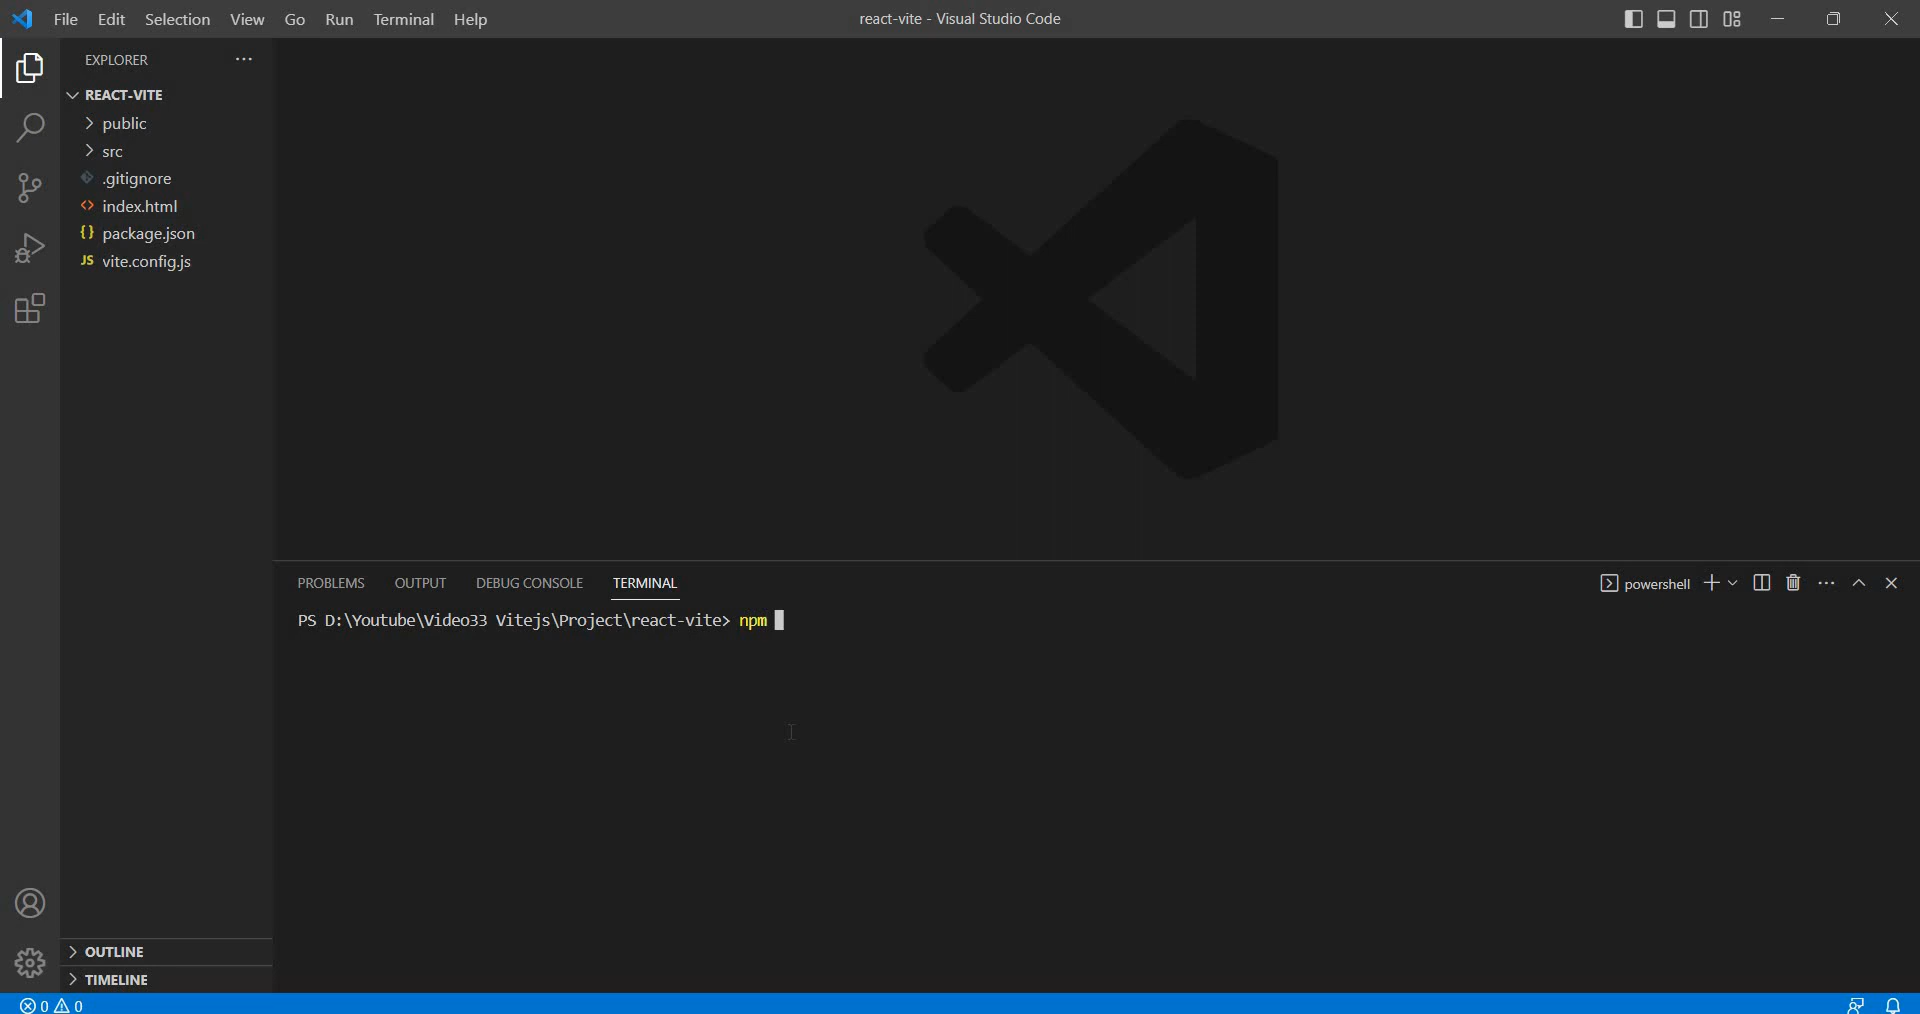 File Edit Selection View Go Run Terminal Help
react-vite - Visual Studio Code
EXPLORER
REACT-VITE
public
src
.gitignore
index.html
package.json
JS vite.config.js
PROBLEMS OUTPUT DEBUG CONSOLE TERMINAL
powershell
PS D:\Youtube\Video33 Vitejs\Project\react-vite> npm
OUTLINE
TIMELINE
0 0